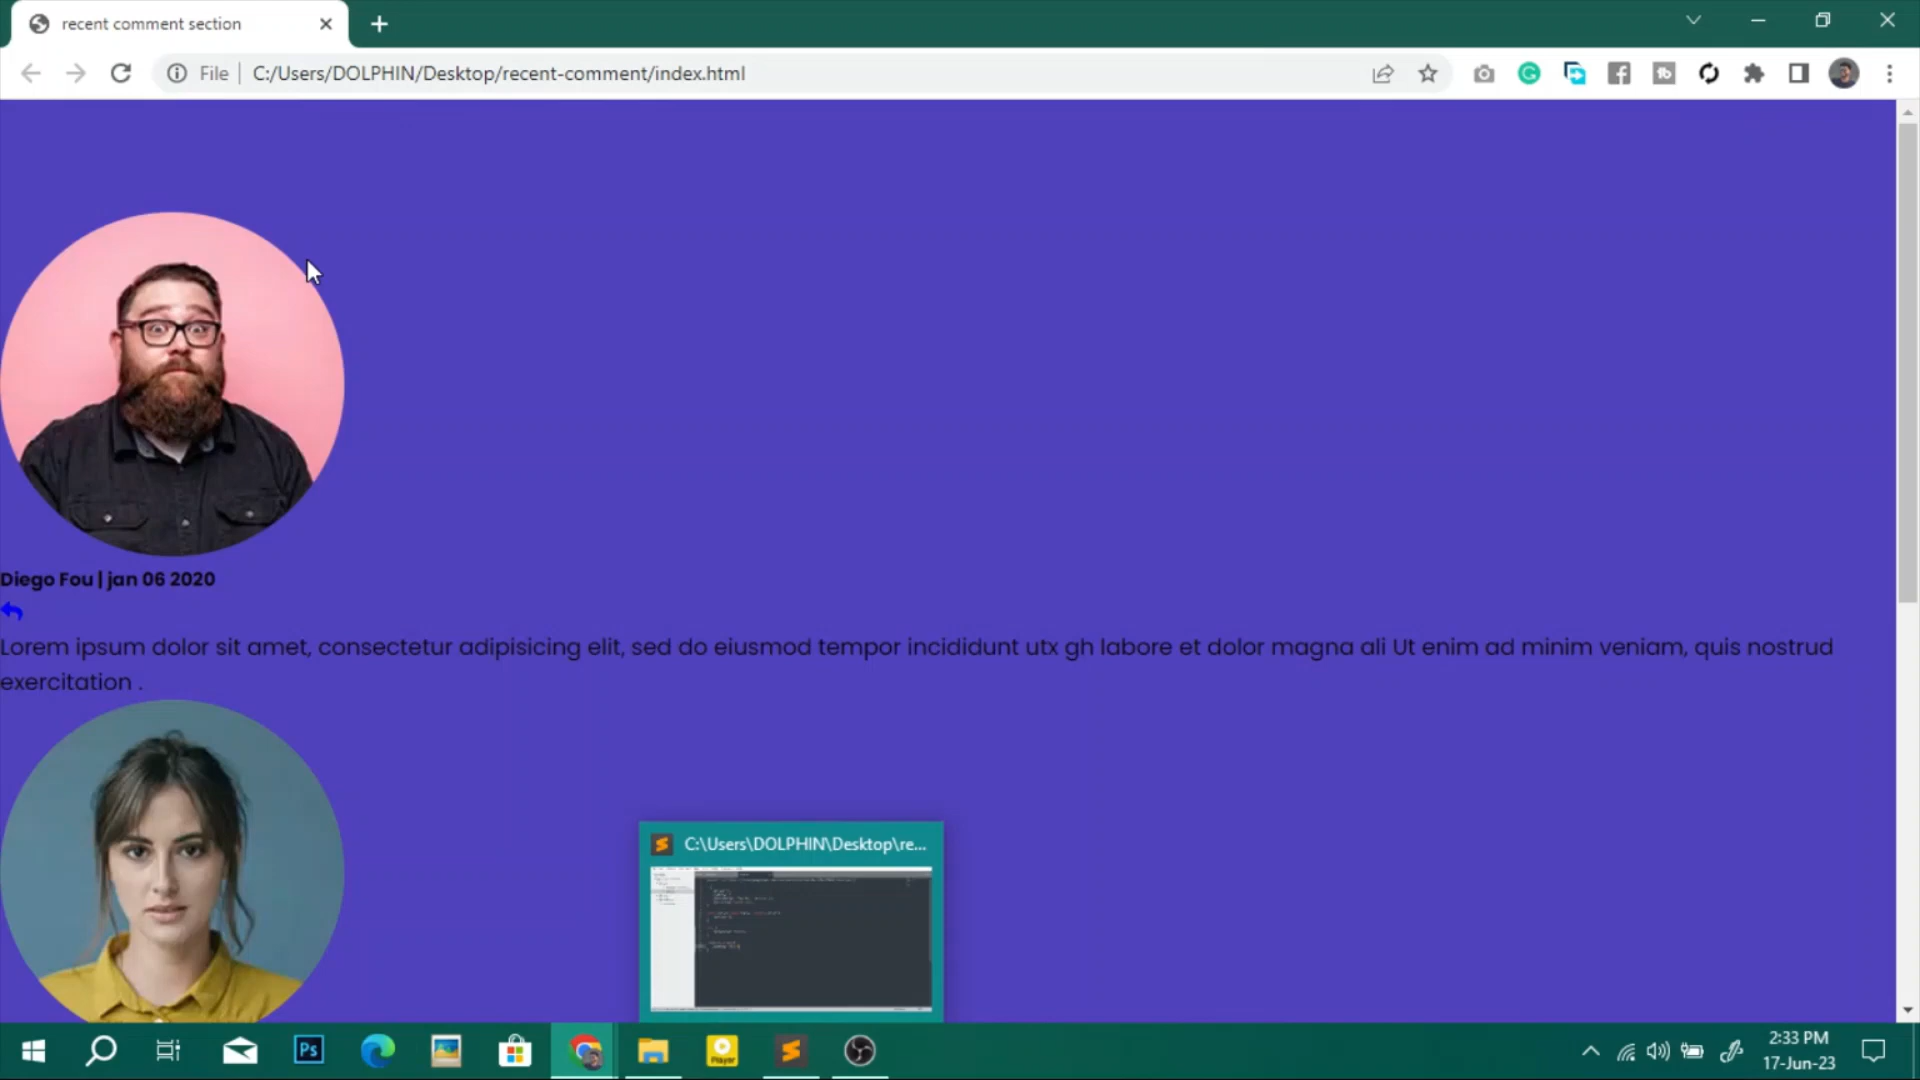 recent comment section
File
C:/Users/DOLPHIN/Desktop/recent-comment/index.html
Diego Fou | jan 06 2020
Lorem ipsum dolor sit amet, consectetur adipisicing elit, sed do eiusmod tempor incididunt utx gh labore et dolor magna ali Ut enim ad minim veniam, quis nostrud
exercitation .
C:\Users\DOLPHIN\Desktop\re...
Ps
Player
2:33 PM
17-Jun-23